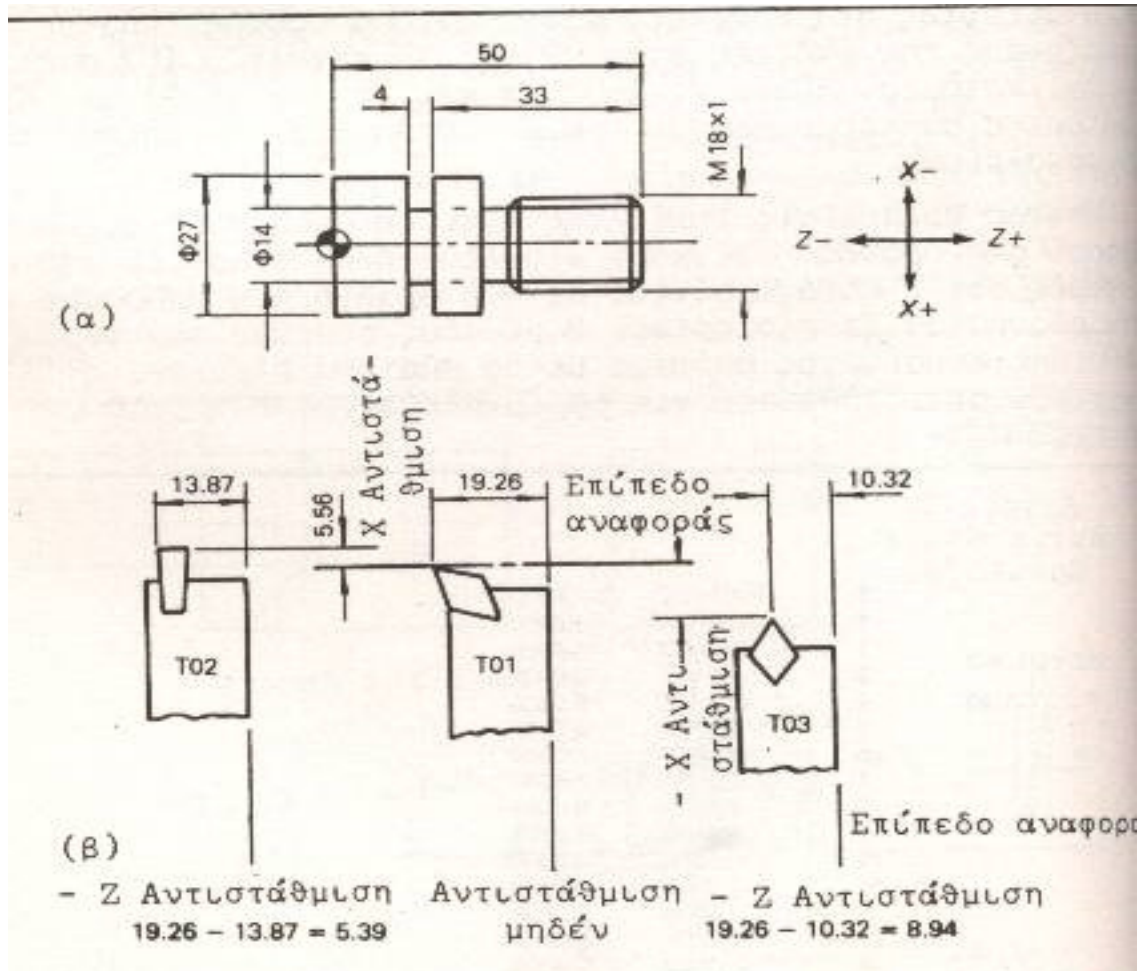 50
4
33
M 18×1
X-
Z-
Z+
X+
Φ27
Φ14
(α)
X Αντιστά-
θμιση
13.87
5.56
19.26
Επίπεδο
αναφοράς
10.32
T02
T01
T03
- X Αντι
στάθμιση
Επίπεδο
(β)
- Z Αντιστάθμιση
19.26 - 13.87 = 5.39
Αντιστάθμιση
μηδέν
- Z Αντιστάθμιση
19.26 - 10.32 = 8.94